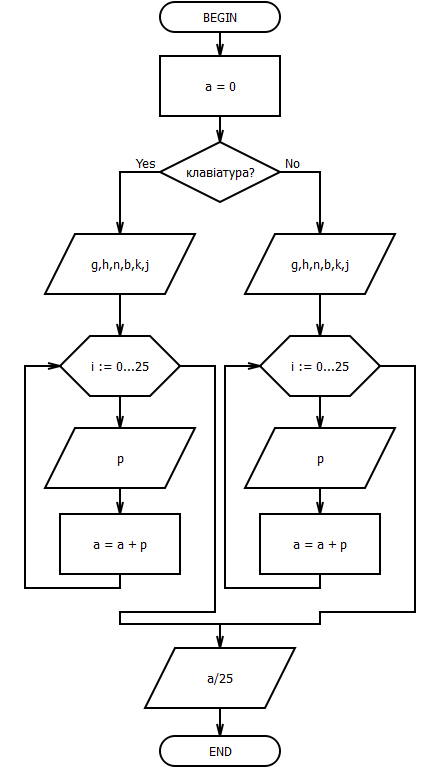 BEGIN
a = 0
клавіатура?
Yes
No
g,h,n,b,k,j
g,h,n,b,k,j
i := 0...25
i := 0...25
p
p
a = a + p
a = a + p
a/25
END